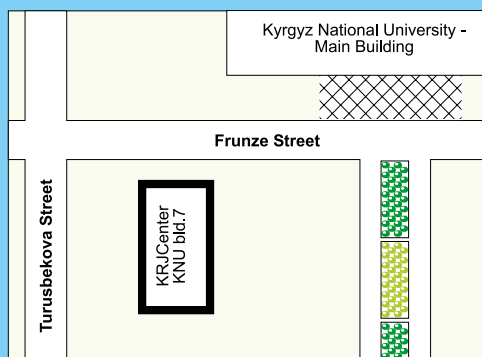 Kyrgyz National University -
Main Building
Frunze Street
Turusbekova Street
KRJCenter
KNU bld.7